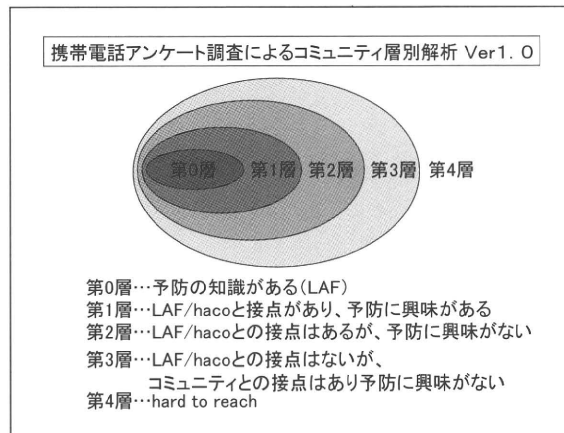 携帯電話アンケート調査によるコミュニティ層別解析 Ver1.0
第0層 第1層 第2層 第3層 第4層
第0層…予防の知識がある(LAF)
第1層…LAF/hacoと接点があり、予防に興味がある
第2層…LAF/hacoとの接点はあるが、予防に興味がない
第3層…LAF/hacoとの接点はないが、
コミュニティとの接点はあり予防に興味がない
第4層…hard to reach